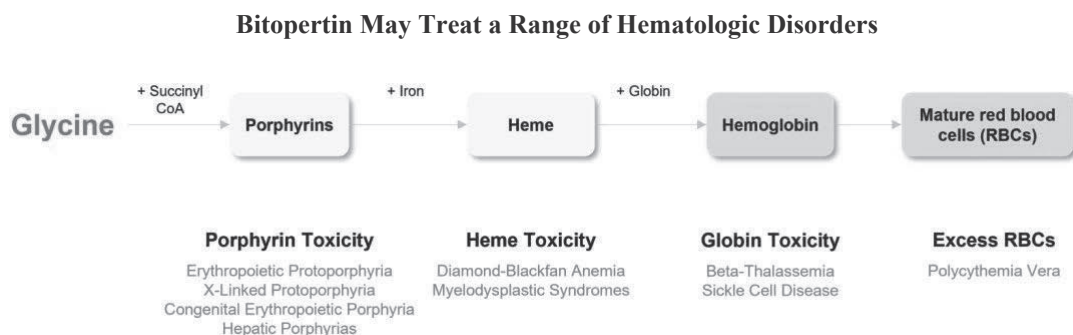 Bitopertin May Treat a Range of Hematologic Disorders
+ Succinyl
CoA
+ Iron
+ Globin
Glycine
Porphyrins
Heme
Hemoglobin
Mature red blood
cells (RBCs)
Porphyrin Toxicity
Erythropoietic Protoporphyria
X-Linked Protoporphyria
Congenital Erythropoietic Porphyria
Hepatic Porphyrias
Heme Toxicity
Diamond-Blackfan Anemia
Myelodysplastic Syndromes
Globin Toxicity
Beta-Thalassemia
Sickle Cell Disease
Excess RBCs
Polycythemia Vera